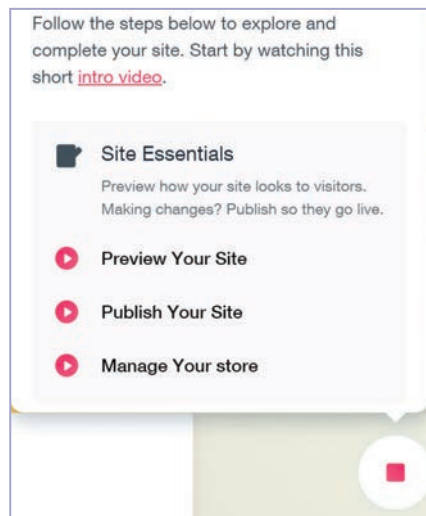 Follow the steps below to explore and
complete your site. Start by watching this
short intro video.
Site Essentials
Preview how your site looks to visitors.
Making changes? Publish so they go live.
Preview Your Site
Publish Your Site
Manage Your store